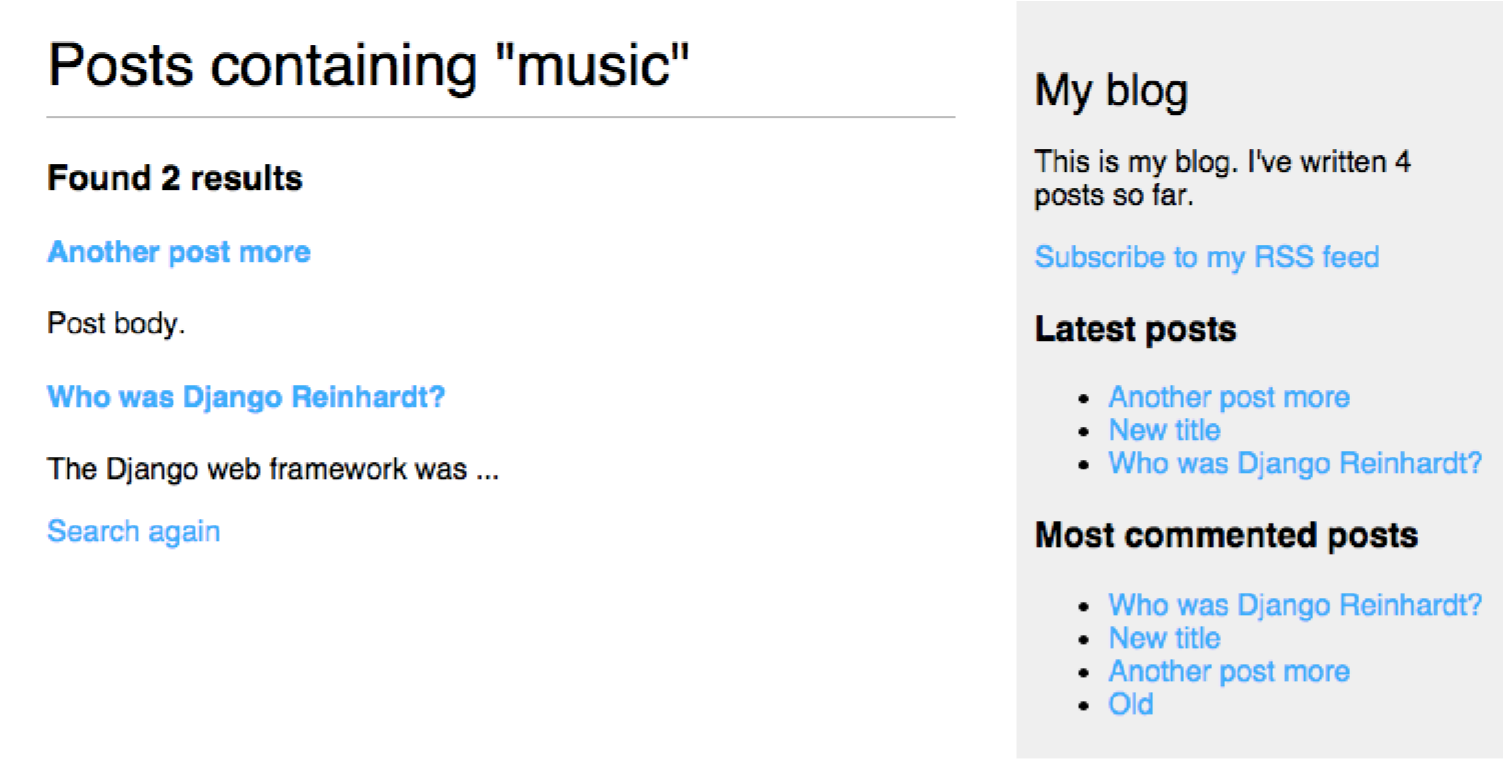 Posts containing "music"
Found 2 results
Another post more
Post body.
Who was Django Reinhardt?
The Django web framework was ...
Search again
My blog
This is my blog. I've written 4
posts so far.
Subscribe to my RSS feed
Latest posts
• Another post more
• New title
• Who was Django Reinhardt?
Most commented posts
• Who was Django Reinhardt?
• New title
• Another post more
• Old